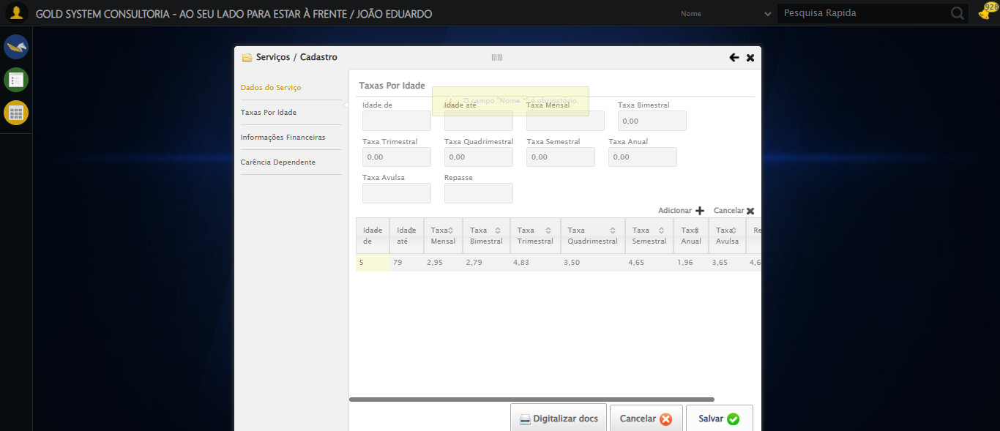 GOLD SYSTEM CONSULTORIA - AO SEU LADO PARA ESTAR À FRENTE / JOÃO EDUARDO
Nome
Pesquisa Rapida
928
Serviços / Cadastro
Dados do Serviço
Taxas Por Idade
Informações Financeiras
Carência Dependente
Taxas Por Idade
O campo "Nome *" é obrigatório.
Idade de
Idade até
Taxa Mensal
Taxa Bimestral
0,00
Taxa Trimestral
Taxa Quadrimestral
Taxa Semestral
Taxa Anual
0,00
0,00
0,00
0,00
Taxa Avulsa
Repasse
Adicionar
Cancelar
Idade de
Idade até
Taxa Mensal
Taxa Bimestral
Taxa Trimestral
Taxa Quadrimestral
Taxa Semestral
Taxa Anual
Taxa Avulsa
Re
5 79 2,95 2,79 4,83 3,50 4,65 1,96 3,65 4,6
Digitalizar docs
Cancelar
Salvar